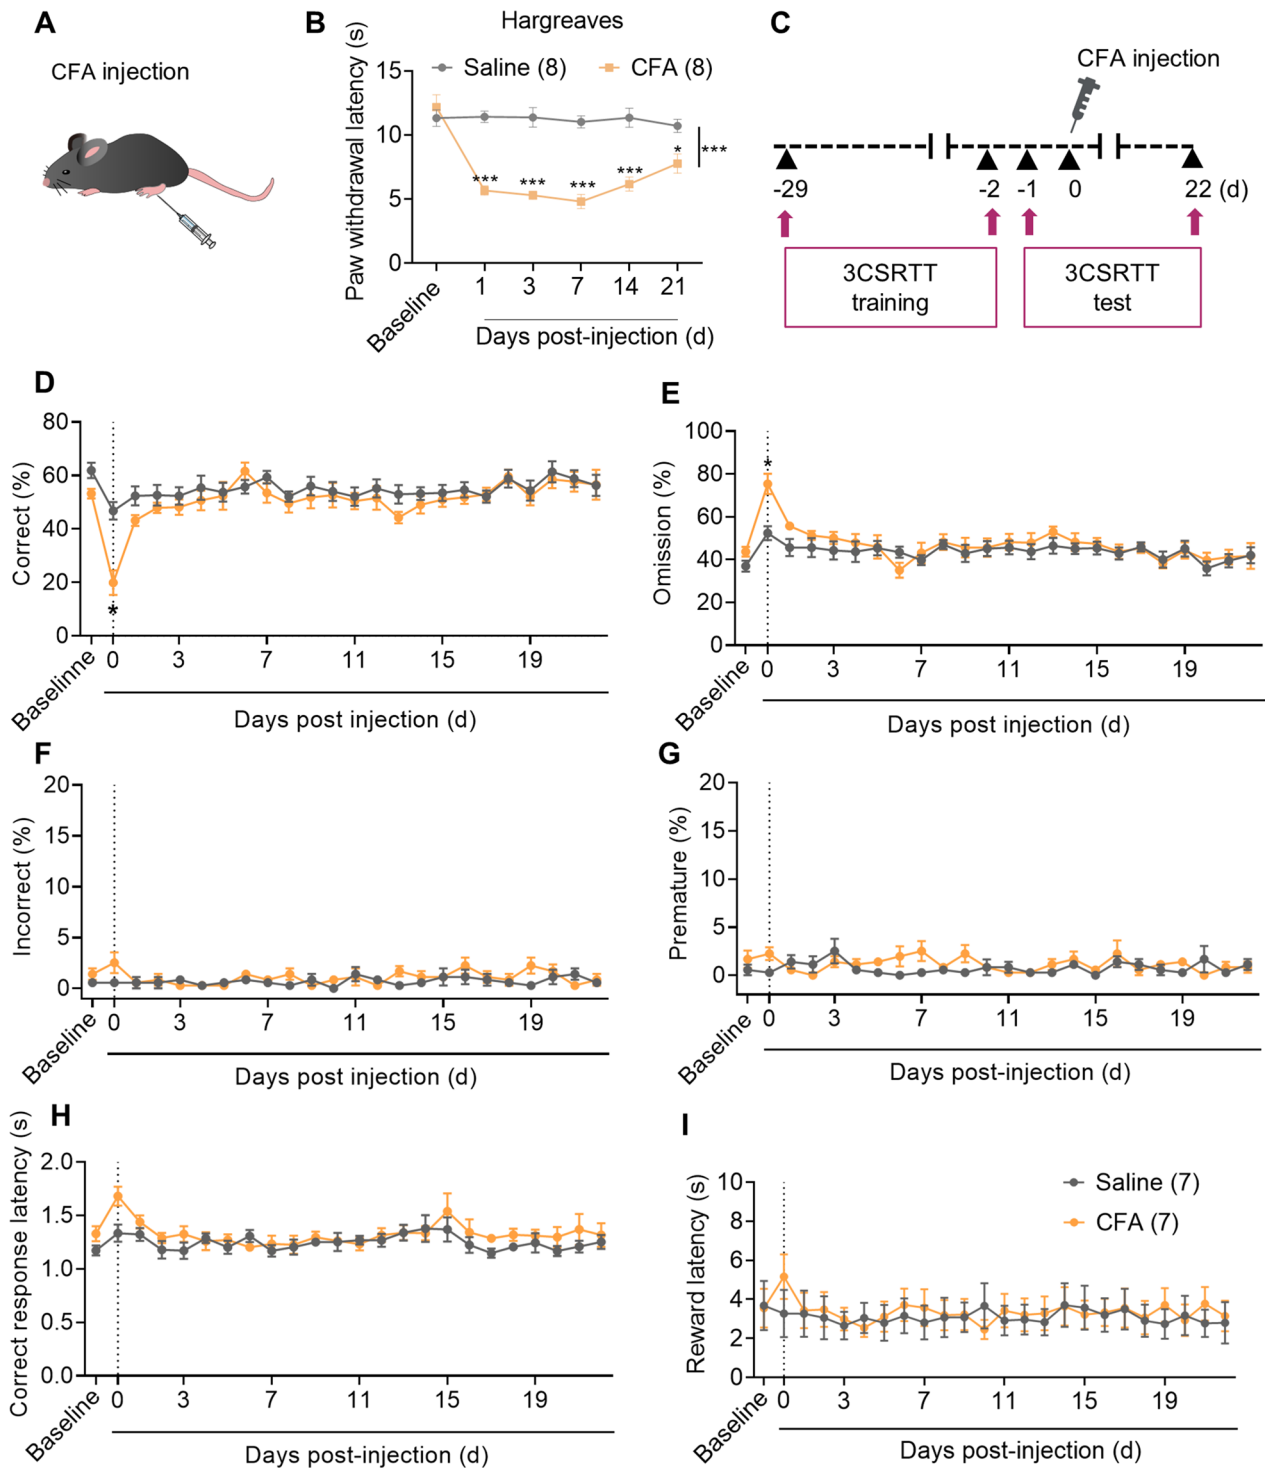 A
CFA injection
B
Hargreaves
Saline (8)
CFA (8)
Paw withdrawal latency (s)
15
10
5
0
***
***
***
***
*
***
Baseline
1
3
7
14
21
Days post-injection (d)
C
CFA injection
-29
-2
-1
0
22 (d)
3CSRTT
training
3CSRTT
test
D
Correct (%)
80
60
40
20
0
*
Baselinne
0
3
7
11
15
19
Days post injection (d)
E
Omission (%)
100
80
60
40
20
0
*
Baseline
0
3
7
11
15
19
Days post injection (d)
F
Incorrect (%)
20
15
10
5
0
Baseline
0
3
7
11
15
19
Days post injection (d)
G
Premature (%)
20
15
10
5
0
Baseline
0
3
7
11
15
19
Days post-injection (d)
H
Correct response latency (s)
2.0
1.5
1.0
0.5
0.0
Baseline
0
3
7
11
15
19
Days post-injection (d)
I
Reward latency (s)
10
8
6
4
2
0
Saline (7)
CFA (7)
Baseline
0
3
7
11
15
19
Days post-injection (d)